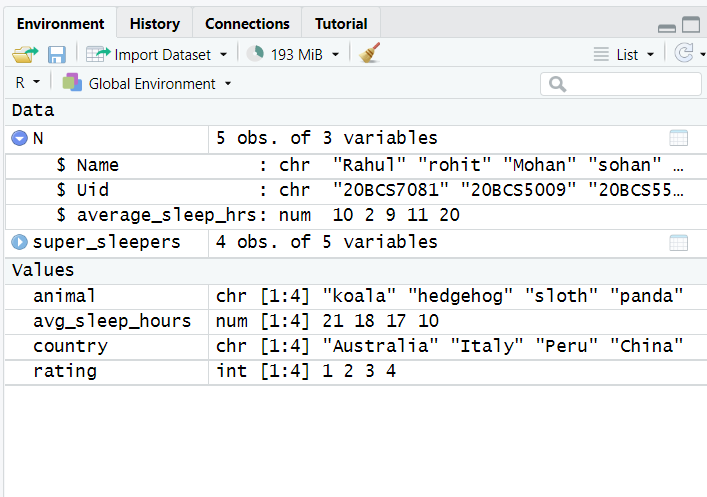 Environment History Connections Tutorial
Import Dataset 193 MiB List
R Global Environment
Data
N 5 obs. of 3 variables
$ Name : chr "Rahul" "rohit" "Mohan" "sohan" …
$ Uid : chr "20BCS7081" "20BCS5009" "20BCS55…
$ average_sleep_hrs: num 10 2 9 11 20
super_sleepers 4 obs. of 5 variables
Values
animal chr [1:4] "koala" "hedgehog" "sloth" "panda"
avg_sleep_hours num [1:4] 21 18 17 10
country chr [1:4] "Australia" "Italy" "Peru" "China"
rating int [1:4] 1 2 3 4